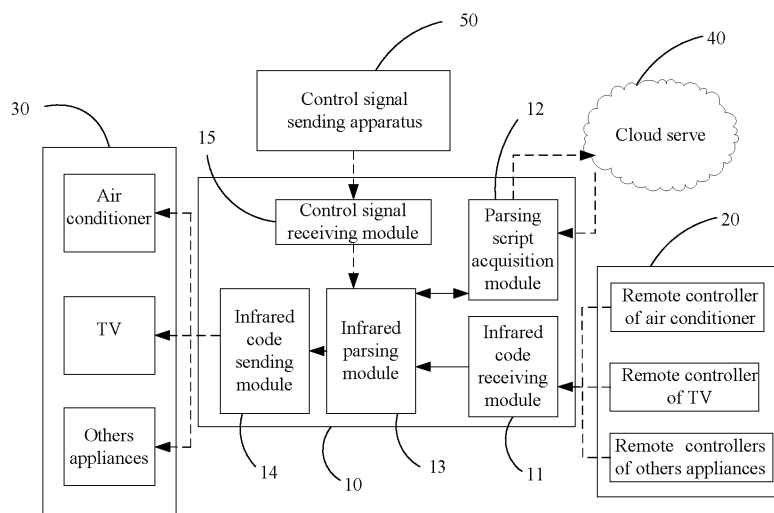 50
40
30
Control signal
sending apparatus
12
Cloud serve
15
Air
conditioner
Control signal
receiving module
Parsing
script
acquisition
module
20
Remote controller
of air conditioner
TV
Infrared
code
sending
module
Infrared
parsing
module
Infrared
code
receiving
module
Remote controller
of TV
Others
appliances
Remote controllers
of others appliances
14
10
13
11